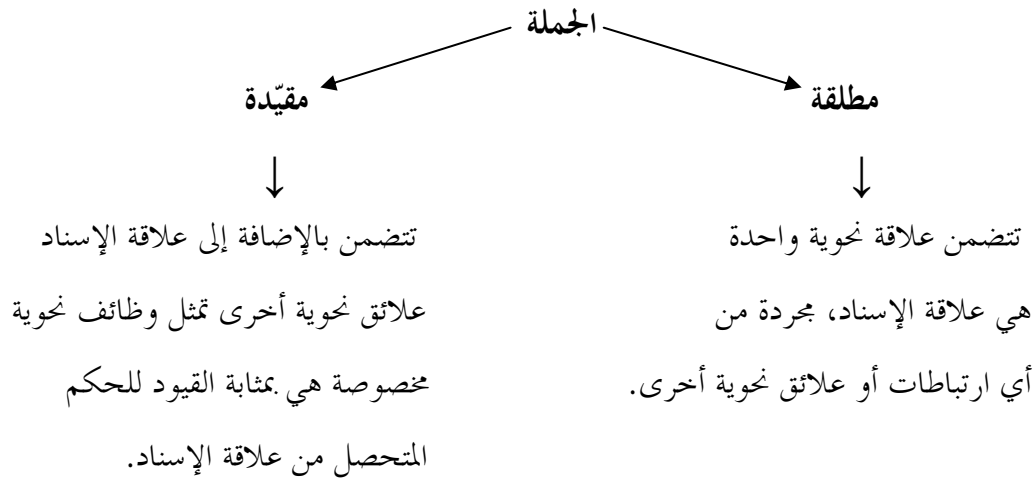 الجملة
مطلقة
مقيّدة
تتضمن علاقة نحوية واحدة
هي علاقة الإسناد، مجردة من
أي ارتباطات أو علائق نحوية أخرى.
تتضمن بالإضافة إلى علاقة الإسناد
علائق نحوية أخرى تمثل وظائف نحوية
مخصوصة هي بمثابة القيود للحكم
المتحصل من علاقة الإسناد.